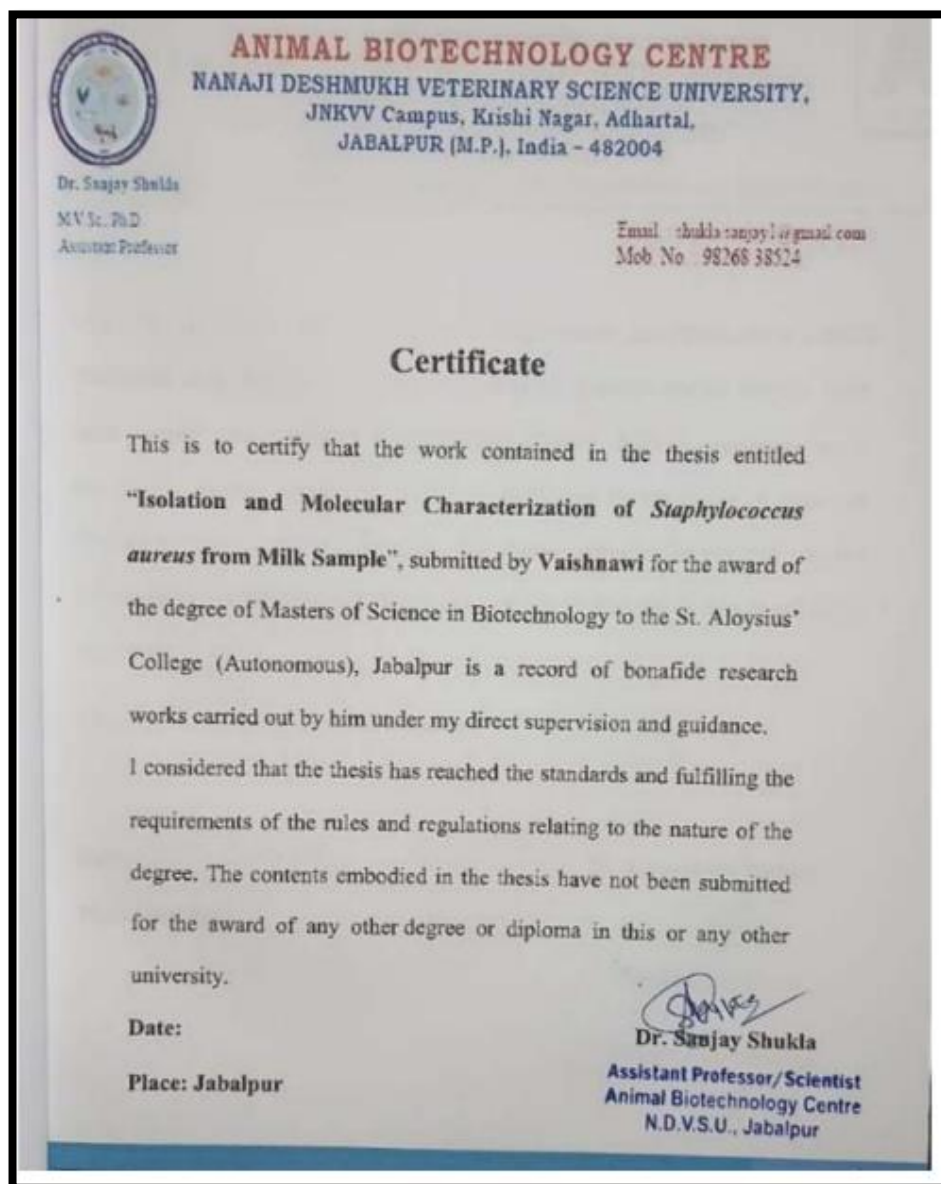 ANIMAL BIOTECHNOLOGY CENTRE
NANAJI DESHMUKH VETERINARY SCIENCE UNIVERSITY,
JNKVV Campus, Krishi Nagar, Adhartal,
JABALPUR (M.P.), India - 482004
Dr. Sanjay Shukla
M.V.Sc. PhD
Assistant Professor
Email : shukla sanjay1@gmail com
Mob No 98268 38524
Certificate
This is to certify that the work contained in the thesis entitled
“Isolation and Molecular Characterization of Staphylococcus
aureus from Milk Sample”, submitted by Vaishnawi for the award of
the degree of Masters of Science in Biotechnology to the St. Aloysius’
College (Autonomous), Jabalpur is a record of bonafide research
works carried out by him under my direct supervision and guidance.
I considered that the thesis has reached the standards and fulfilling the
requirements of the rules and regulations relating to the nature of the
degree. The contents embodied in the thesis have not been submitted
for the award of any other degree or diploma in this or any other
university.
Date:
Dr. Sanjay Shukla
Place: Jabalpur
Assistant Professor/Scientist
Animal Biotechnology Centre
N.D.V.S.U., Jabalpur